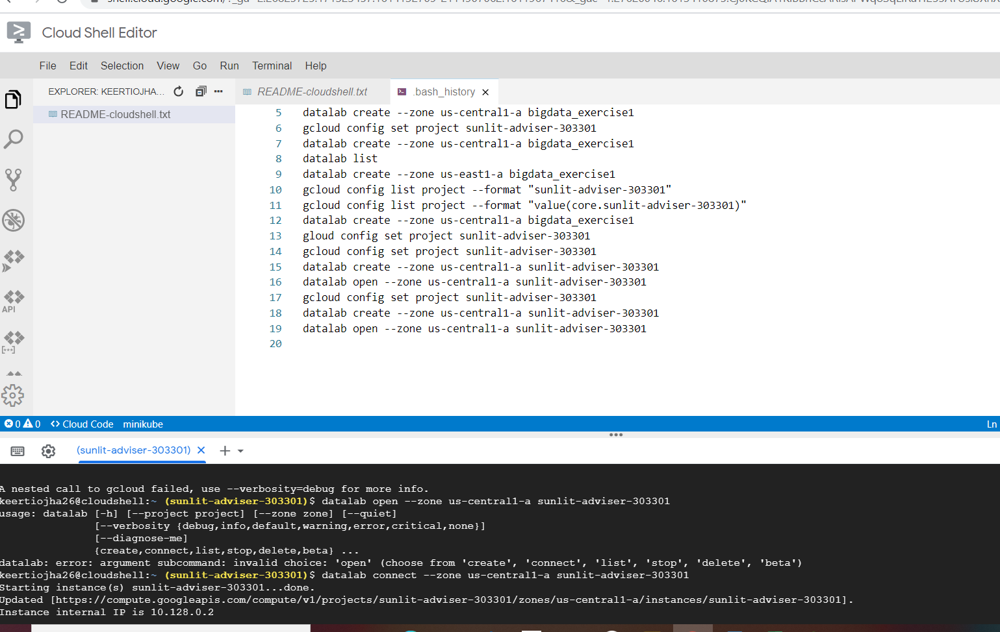 Cloud Shell Editor
File Edit Selection View Go Run Terminal Help
EXPLORER: KEERTIOJHA...
README-cloudshell.txt
.bash_history
README-cloudshell.txt
5 datalab create --zone us-central1-a bigdata_exercise1
6 gcloud config set project sunlit-adviser-303301
7 datalab create --zone us-central1-a bigdata_exercise1
8 datalab list
9 datalab create --zone us-east1-a bigdata_exercise1
10 gcloud config list project --format "sunlit-adviser-303301"
11 gcloud config list project --format "value(core.sunlit-adviser-303301)"
12 datalab create --zone us-central1-a bigdata_exercise1
13 gloud config set project sunlit-adviser-303301
14 gcloud config set project sunlit-adviser-303301
15 datalab create --zone us-central1-a sunlit-adviser-303301
16 datalab open --zone us-central1-a sunlit-adviser-303301
17 gcloud config set project sunlit-adviser-303301
18 datalab create --zone us-central1-a sunlit-adviser-303301
19 datalab open --zone us-central1-a sunlit-adviser-303301
20
API
0 0 <> Cloud Code minikube
Ln
(sunlit-adviser-303301)
A nested call to gcloud failed, use --verbosity=debug for more info.
keertiojha26@cloudshell:~ (sunlit-adviser-303301)$ datalab open --zone us-central1-a sunlit-adviser-303301
usage: datalab [-h] [--project project] [--zone zone] [--quiet]
[--verbosity {debug,info,default,warning,error,critical,none}]
[--diagnose-me]
{create,connect,list,stop,delete,beta} ...
datalab: error: argument subcommand: invalid choice: 'open' (choose from 'create', 'connect', 'list', 'stop', 'delete', 'beta')
keertiojha26@cloudshell:~ (sunlit-adviser-303301)$ datalab connect --zone us-central1-a sunlit-adviser-303301
Starting instance(s) sunlit-adviser-303301...done.
Updated [https://compute.googleapis.com/compute/v1/projects/sunlit-adviser-303301/zones/us-central1-a/instances/sunlit-adviser-303301].
Instance internal IP is 10.128.0.2